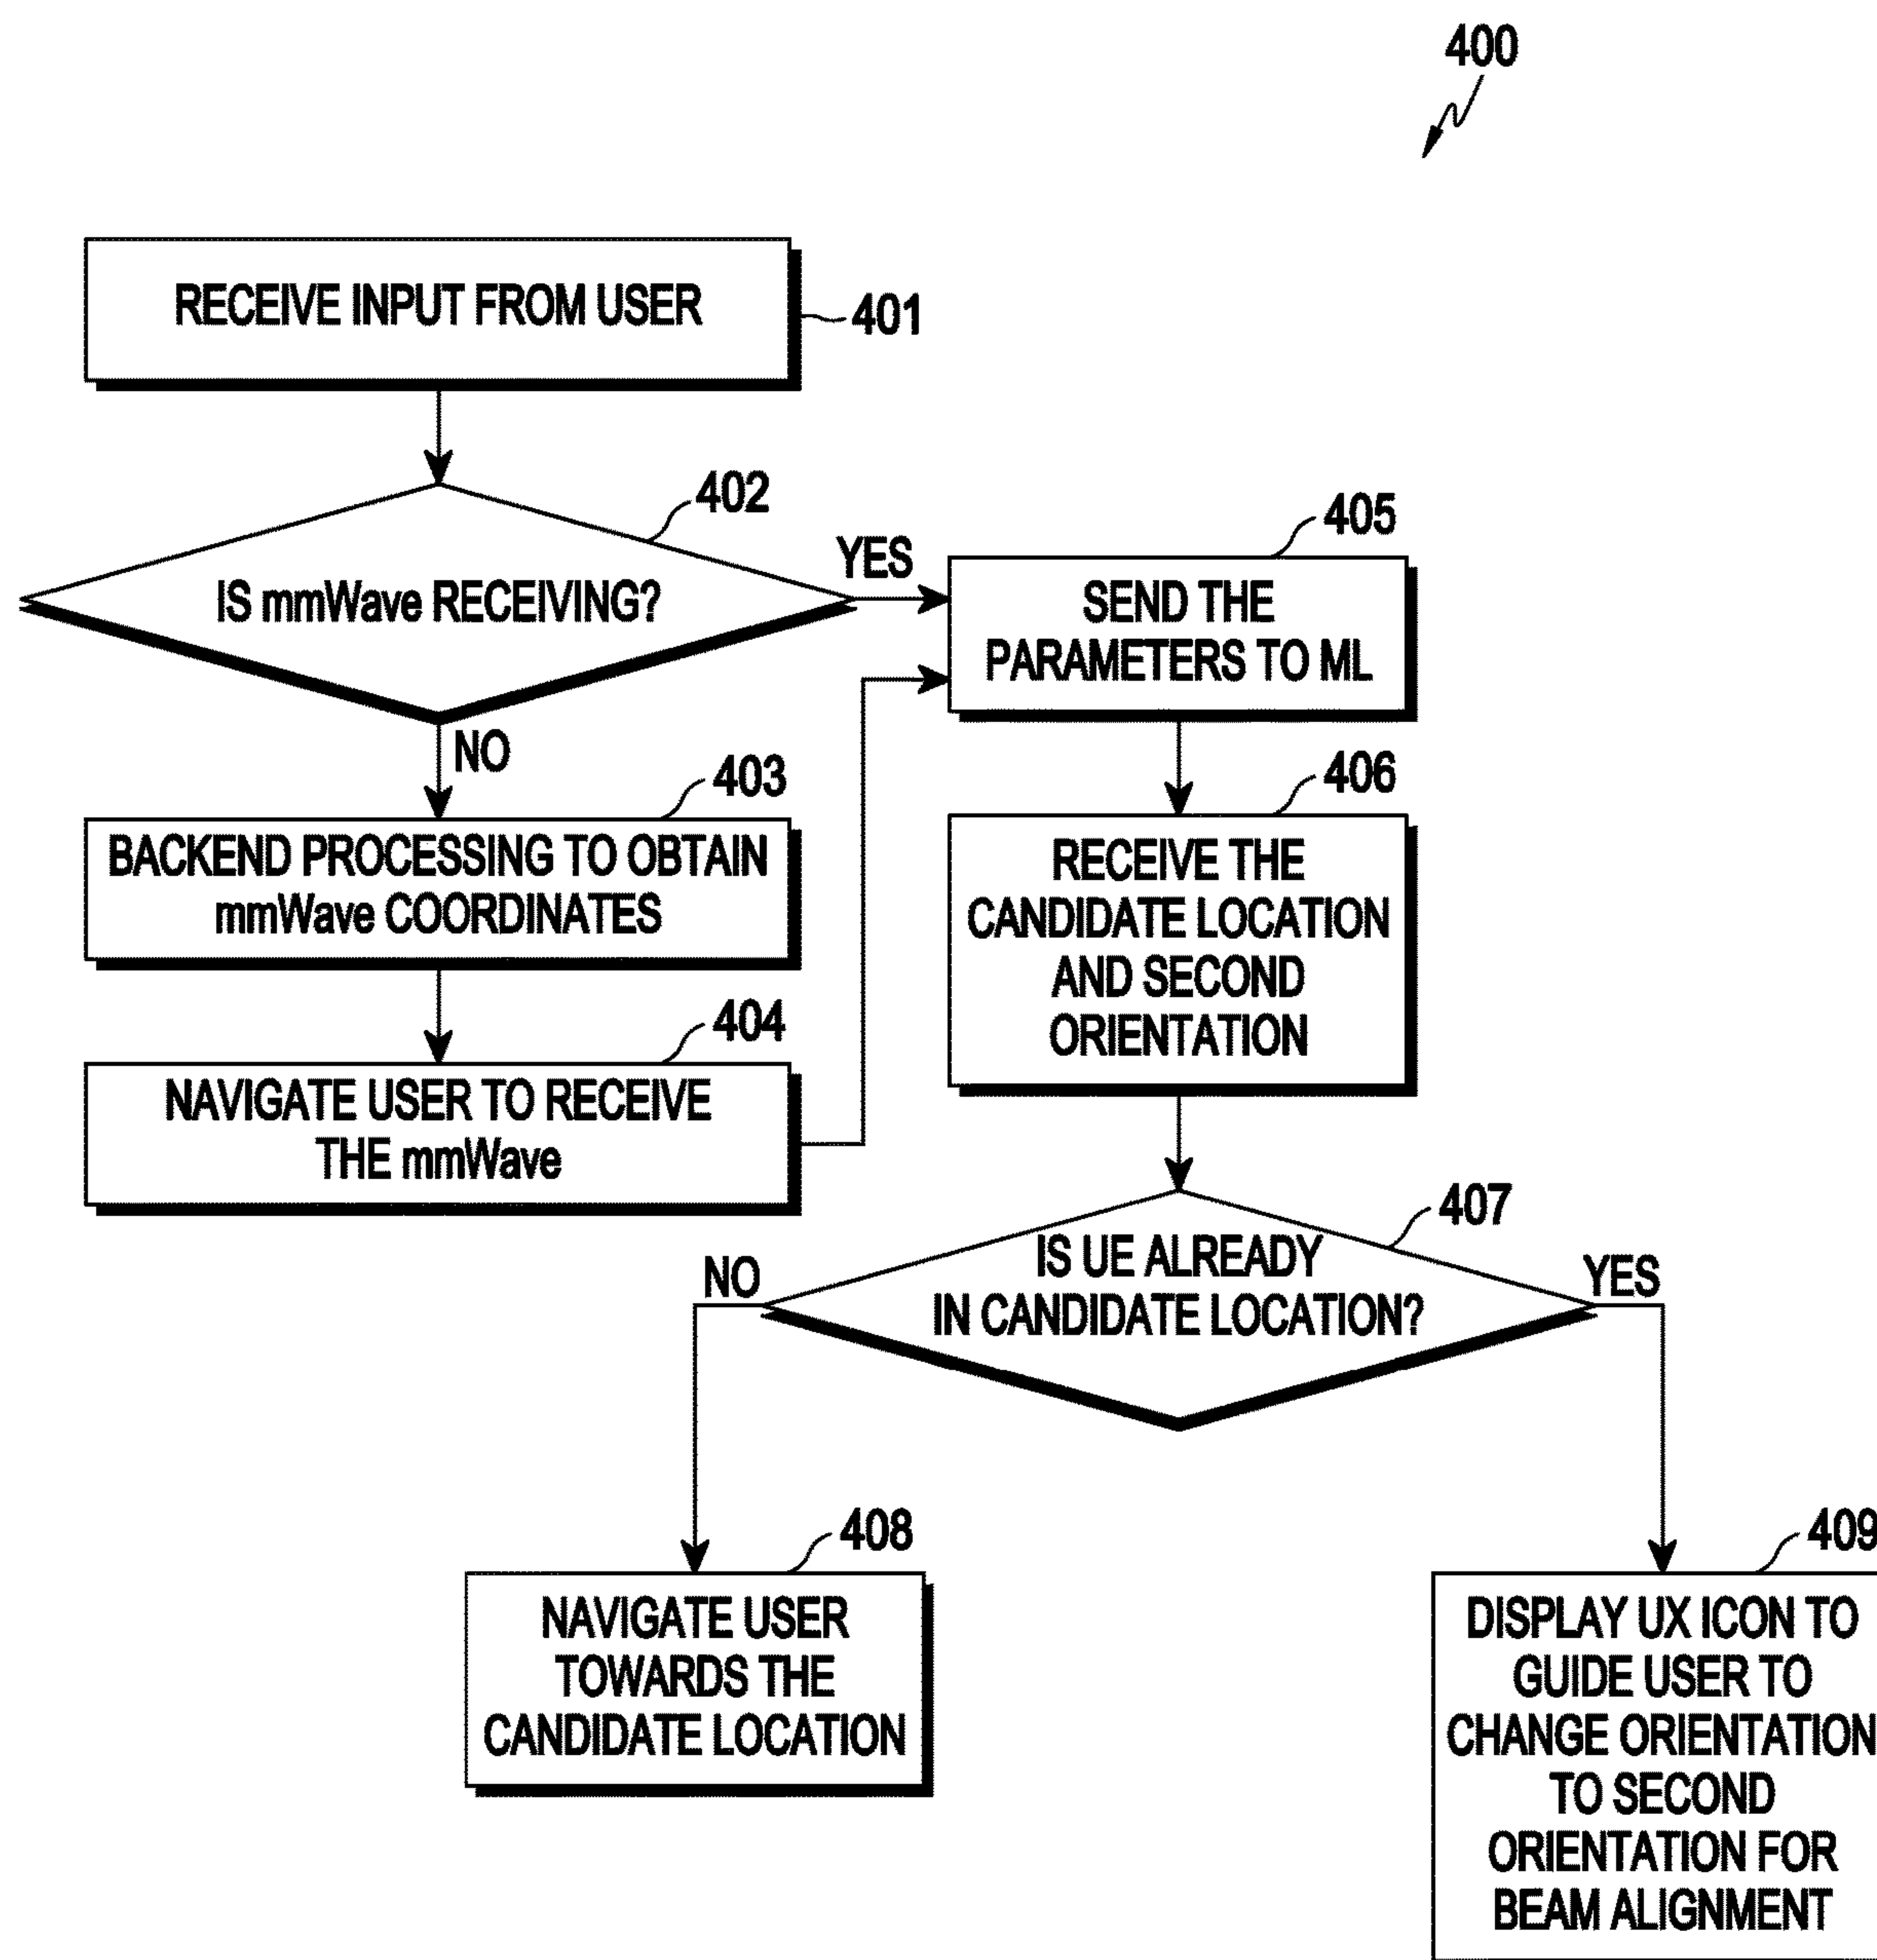 400
RECEIVE INPUT FROM USER
401
402
IS mmWave RECEIVING?
YES
NO
403
BACKEND PROCESSING TO OBTAIN
mmWave COORDINATES
404
NAVIGATE USER TO RECEIVE
THE mmWave
405
SEND THE
PARAMETERS TO ML
406
RECEIVE THE
CANDIDATE LOCATION
AND SECOND
ORIENTATION
407
IS UE ALREADY
IN CANDIDATE LOCATION?
NO
YES
408
NAVIGATE USER
TOWARDS THE
CANDIDATE LOCATION
409
DISPLAY UX ICON TO
GUIDE USER TO
CHANGE ORIENTATION
TO SECOND
ORIENTATION FOR
BEAM ALIGNMENT